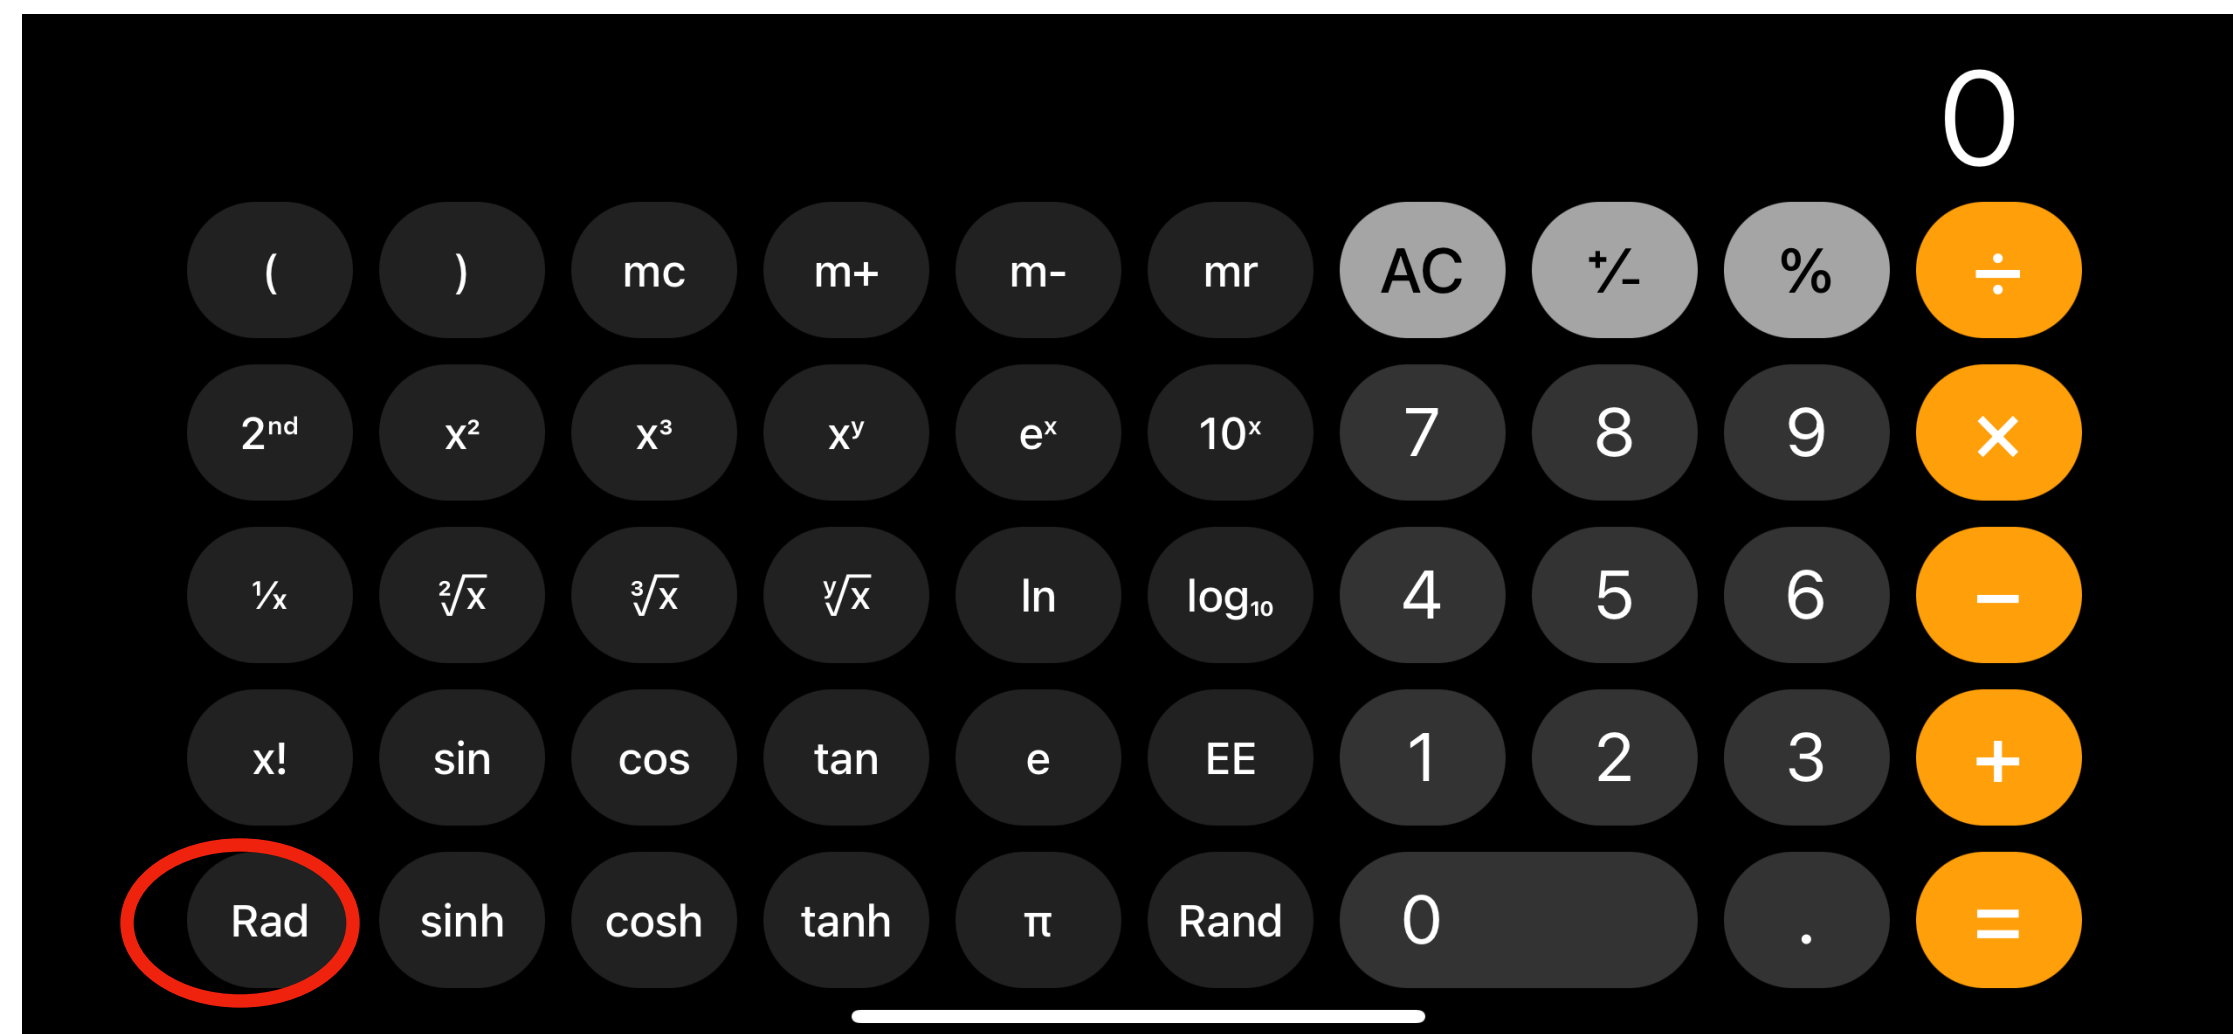 0
( ) mc m+ m- mr AC ⁺⁄₋ % ÷
2ⁿᵈ x² x³ xʸ eˣ 10ˣ 7 8 9 ×
¹⁄ₓ ²√x ³√x ʸ√x ln log₁₀ 4 5 6 −
x! sin cos tan e EE 1 2 3 +
Rad sinh cosh tanh π Rand 0 . =